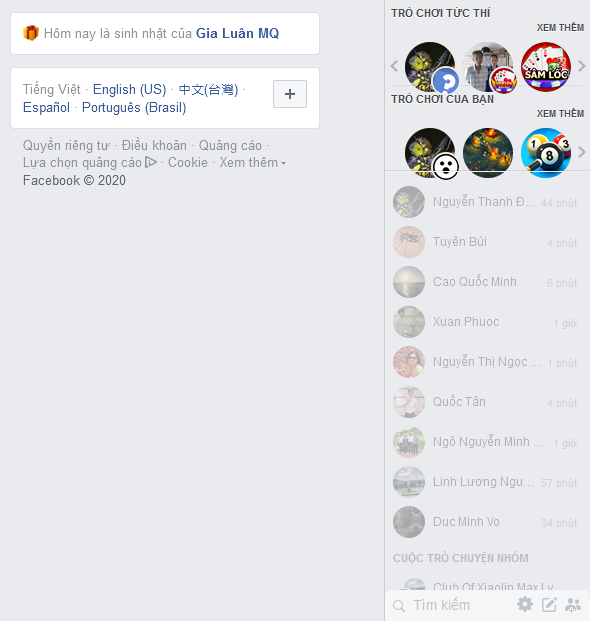 Hôm nay là sinh nhật của Gia Luân MQ
Tiếng Việt · English (US) · 中文(台灣) ·
Español · Português (Brasil)
Quyền riêng tư · Điều khoản · Quảng cáo ·
Lựa chọn quảng cáo · Cookie · Xem thêm
Facebook © 2020
TRÒ CHƠI TỨC THÌ
XEM THÊM
SÂM LỐC
TRÒ CHƠI CỦA BẠN
XEM THÊM
1 3 8
Nguyễn Thanh Đ... 44 phút
Tuyên Bùi 4 phút
Cao Quốc Minh 6 phút
Xuan Phuoc 1 giờ
Nguyễn Thị Ngọc ... 1 phút
Quốc Tân 4 phút
Ngô Nguyễn Minh ... 1 giờ
Linh Lương Ngu... 57 phút
Duc Minh Vo 34 phút
CUỘC TRÒ CHUYỆN NHÓM
Club Of Xiaolin Max Ly
Tìm kiếm